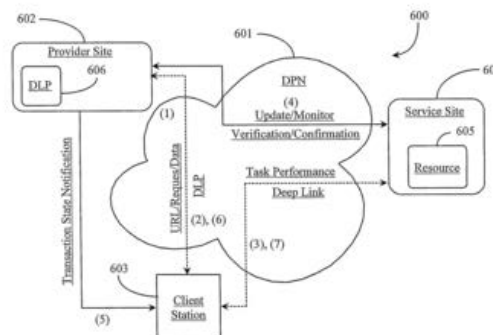 602
Provider Site
DLP
606
601
600
DPN
(1)
(4)
Update/Monitor
Verification/Confirmation
60
Service Site
605
Resource
Transaction State Notification
URL/Reques/Data
DLP
(2), (6)
Task Performance
Deep Link
(3), (7)
603
Client
Station
(5)